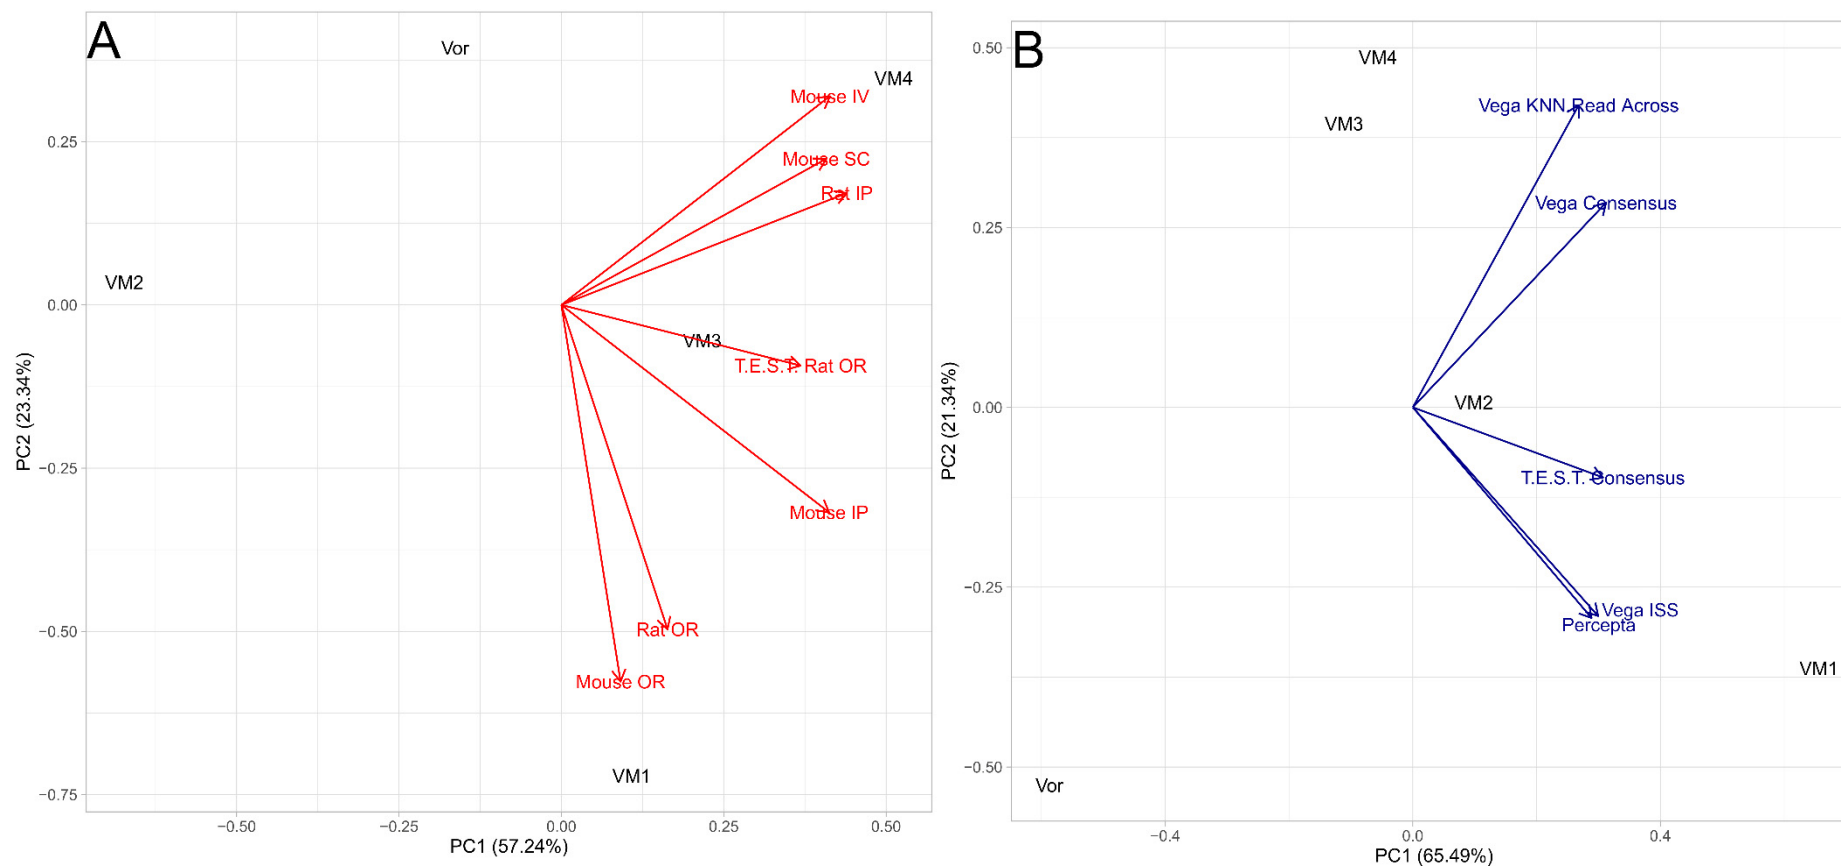 A
Vor
VM4
Mouse IV
Mouse SC
Rat IP
VM2
VM3
T.E.S.T. Rat OR
Mouse IP
Rat OR
Mouse OR
VM1
0.25
0.00
−0.25
−0.50
−0.75
PC2 (23.34%)
−0.50 −0.25 0.00 0.25 0.50
PC1 (57.24%)
B
VM4
Vega KNN Read Across
VM3
Vega Consensus
VM2
T.E.S.T. Consensus
Vega ISS
Percepta
VM1
Vor
0.50
0.25
0.00
−0.25
−0.50
PC2 (21.34%)
−0.4 0.0 0.4
PC1 (65.49%)